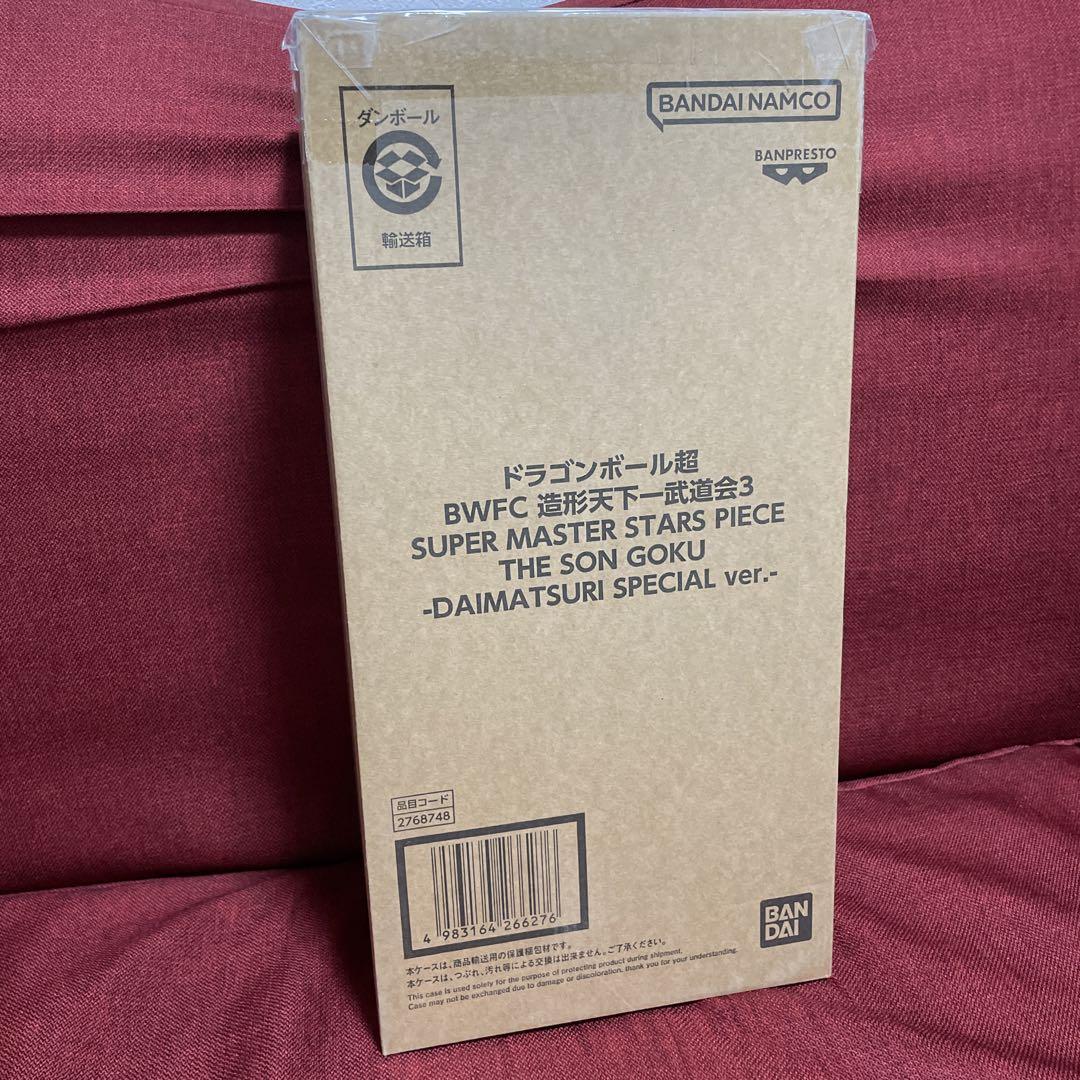 ダンボール
輸送箱
BANDAI NAMCO
BANPRESTO
ドラゴンボール超
BWFC 造形天下一武道会3
SUPER MASTER STARS PIECE
THE SON GOKU
-DAIMATSURI SPECIAL ver.-
品目コード
2768748
4 983164 266276
本ケースは、商品輸送用の保護梱包材です。
本ケースは、つぶれ、汚れ等による交換は出来ません。ご了承ください。
This case is used solely for the purpose of protecting product during shipment.
Case may not be exchanged due to damage or discoloration. thank you for your understanding.
BAN
DAI